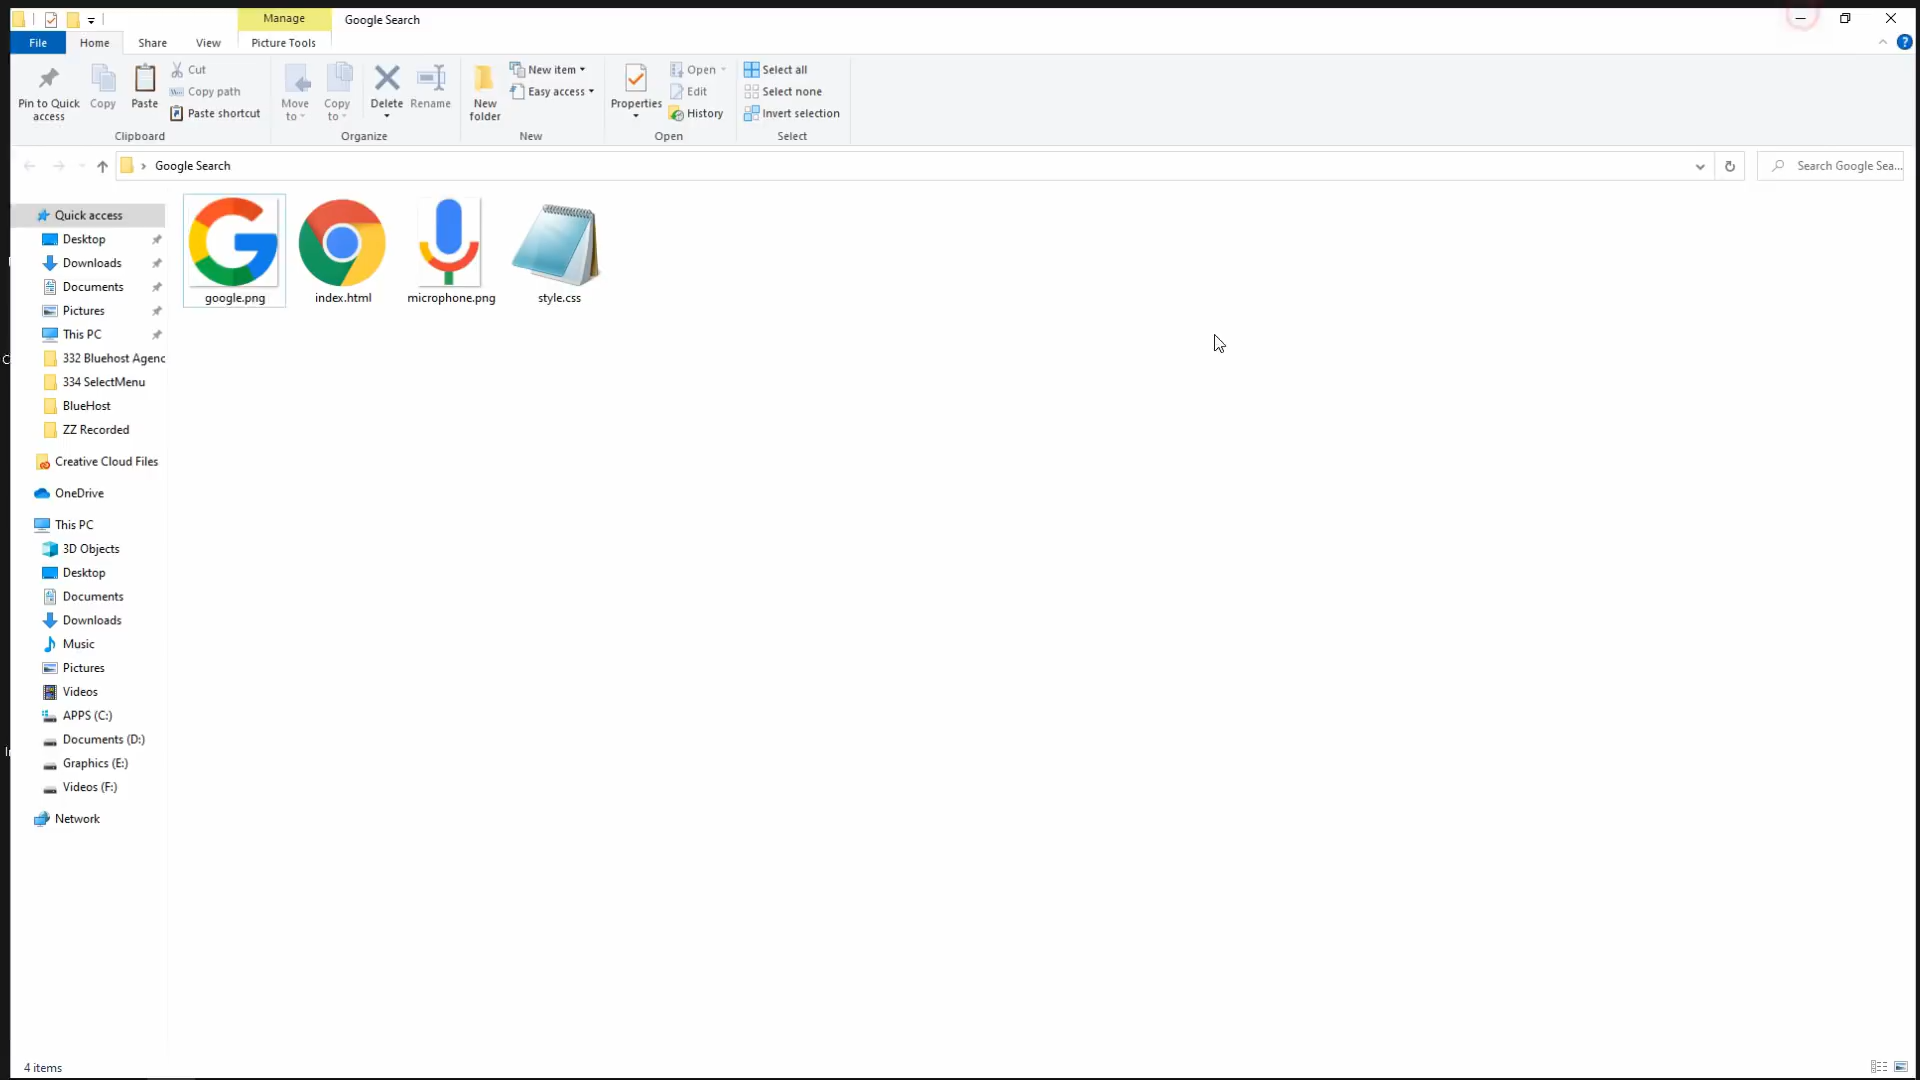 Manage
Google Search
File
Home
Share
View
Picture Tools
Pin to Quick
access
Copy
Paste
Cut
Copy path
Paste shortcut
Clipboard
Move
to
Copy
to
Delete
Rename
Organize
New
folder
New item
Easy access
New
Properties
Open
Edit
History
Open
Select all
Select none
Invert selection
Select
Google Search
Search Google Sea...
Quick access
Desktop
Downloads
Documents
Pictures
This PC
332 Bluehost Agenc
334 SelectMenu
BlueHost
ZZ Recorded
Creative Cloud Files
OneDrive
This PC
3D Objects
Desktop
Documents
Downloads
Music
Pictures
Videos
APPS (C:)
Documents (D:)
Graphics (E:)
Videos (F:)
Network
google.png
index.html
microphone.png
style.css
4 items